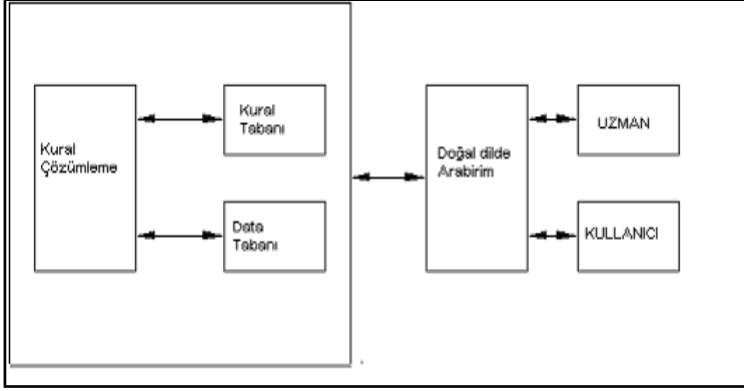 Kural
Çözümleme
Kural
Tabanı
Data
Tabanı
Doğal dilde
Arabirim
UZMAN
KULLANICI